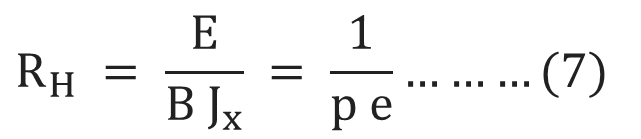 R_H = E / (B J_x) = 1 / (p e) ... ... ... (7)